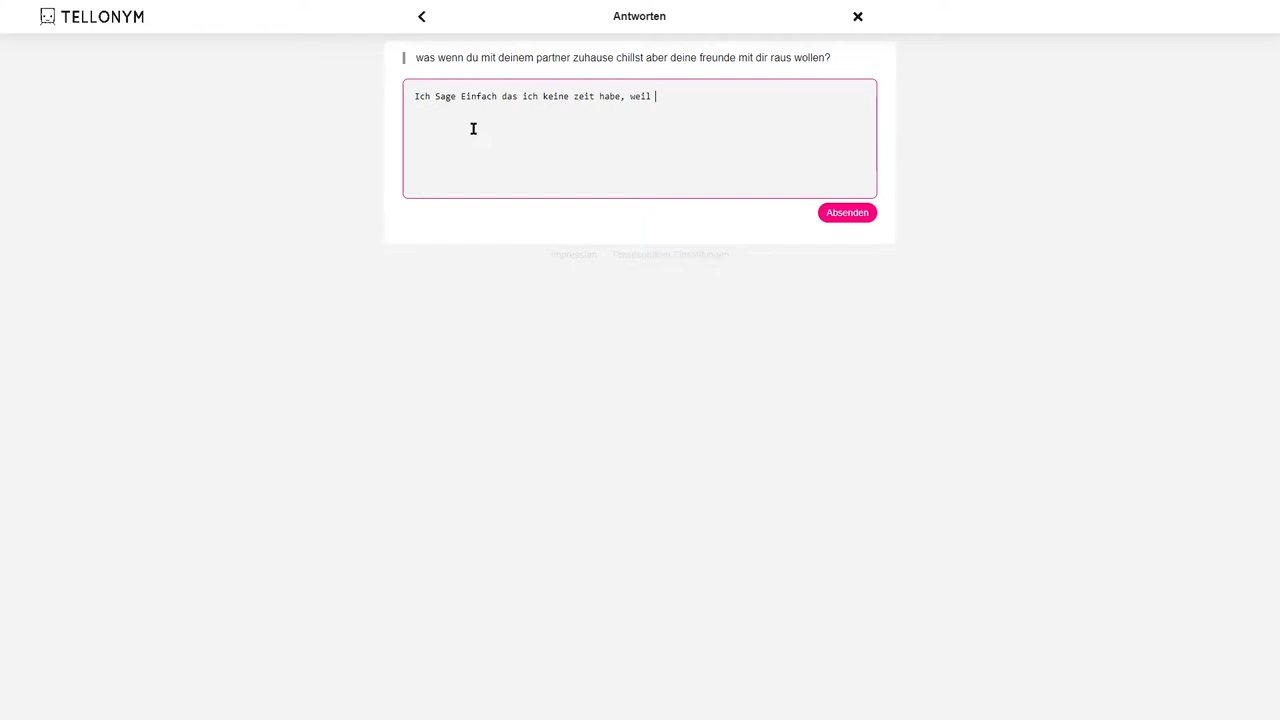 TELLONYM
Antworten
was wenn du mit deinem partner zuhause chillst aber deine freunde mit dir raus wollen?
Ich Sage Einfach das ich keine zeit habe, weil
Absenden
Impressum